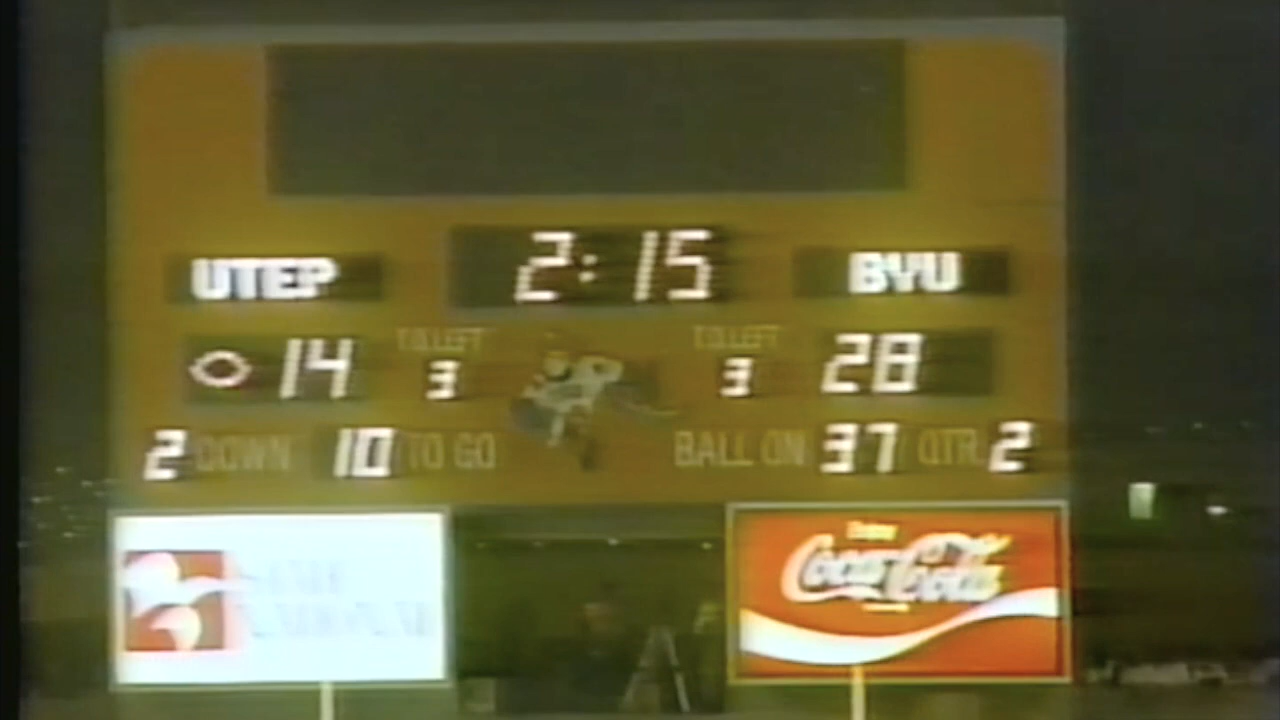 2:15
UTEP BYU
14 T.O. LEFT 3 T.O. LEFT 3 28
2 DOWN 10 TO GO BALL ON 37 QTR. 2
Enjoy
Coca-Cola